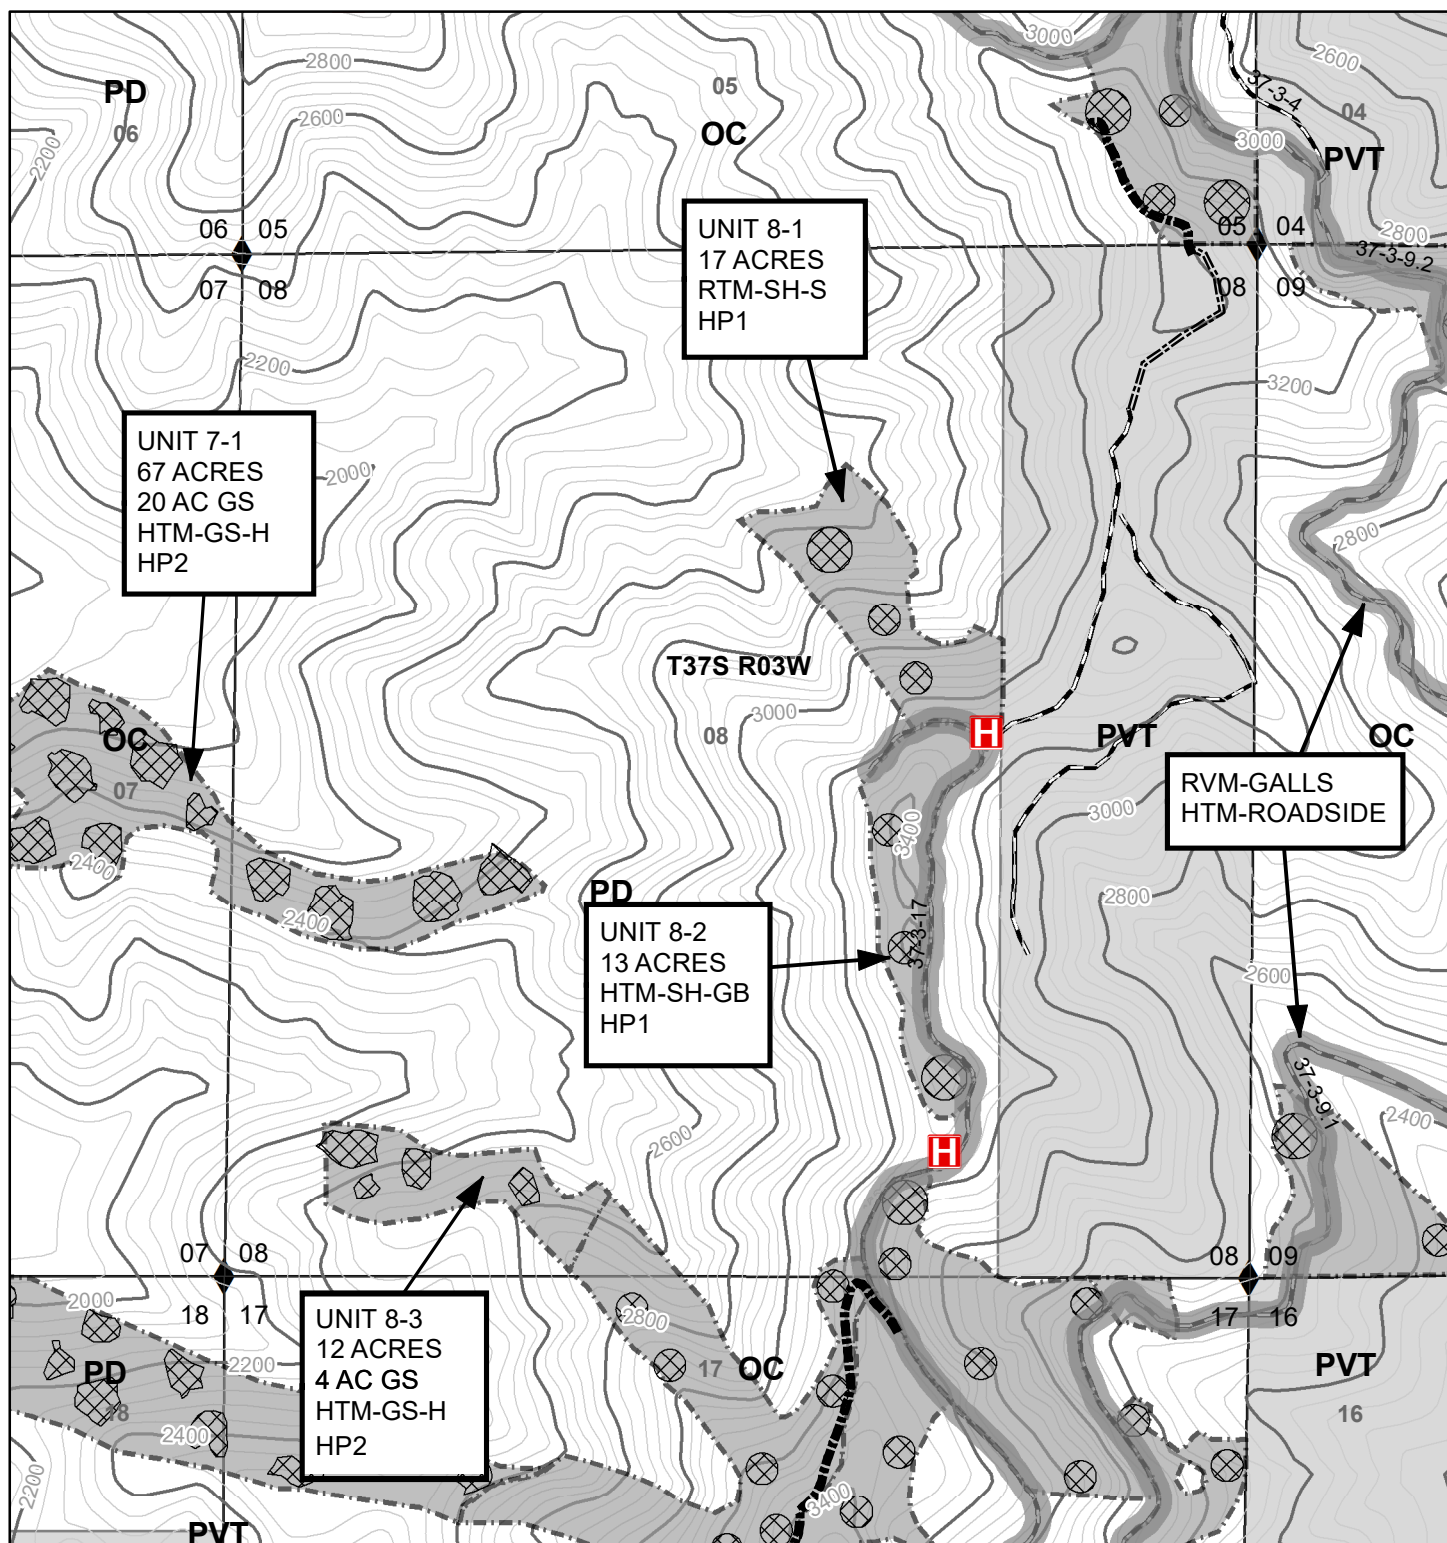 3000
2800
05
PD
06
2600
2200
OC
2600
37-3-4
04
3000
PVT
2800
37-3-9.2
06 05
07 08
05 04
08 09
UNIT 8-1
17 ACRES
RTM-SH-S
HP1
2200
3200
UNIT 7-1
67 ACRES
20 AC GS
HTM-GS-H
HP2
2000
2800
T37S R03W
3000
08
OC
07
PVT
OC
RVM-GALLS
HTM-ROADSIDE
3000
3400
2400
2400
PD
2800
37-3-17
UNIT 8-2
13 ACRES
HTM-SH-GB
HP1
2600
H
H
37-3-9.1
2400
2600
07 08
18 17
08 09
17 16
2000
UNIT 8-3
12 ACRES
4 AC GS
HTM-GS-H
HP2
2800
2200
PD
18
17
OC
PVT
16
2400
2200
3400
PVT